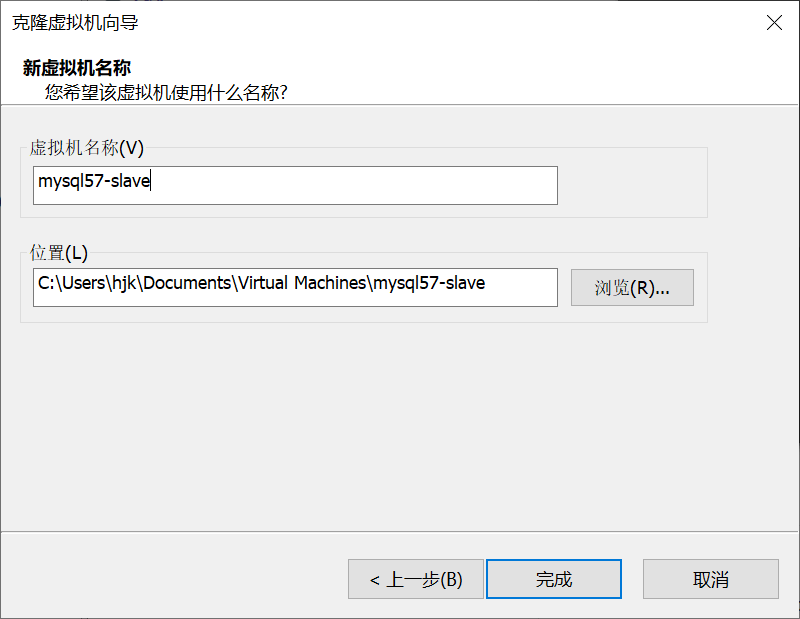 克隆虚拟机向导
新虚拟机名称
您希望该虚拟机使用什么名称?
虚拟机名称(V)
mysql57-slave
位置(L)
C:\Users\hjk\Documents\Virtual Machines\mysql57-slave
浏览(R)...
< 上一步(B)
完成
取消